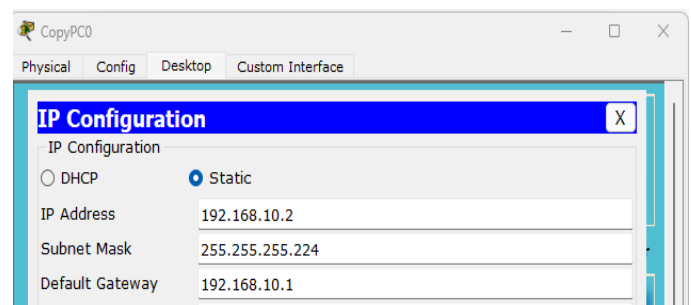 CopyPC0
Physical Config Desktop Custom Interface
IP Configuration X
IP Configuration
DHCP Static
IP Address 192.168.10.2
Subnet Mask 255.255.255.224
Default Gateway 192.168.10.1